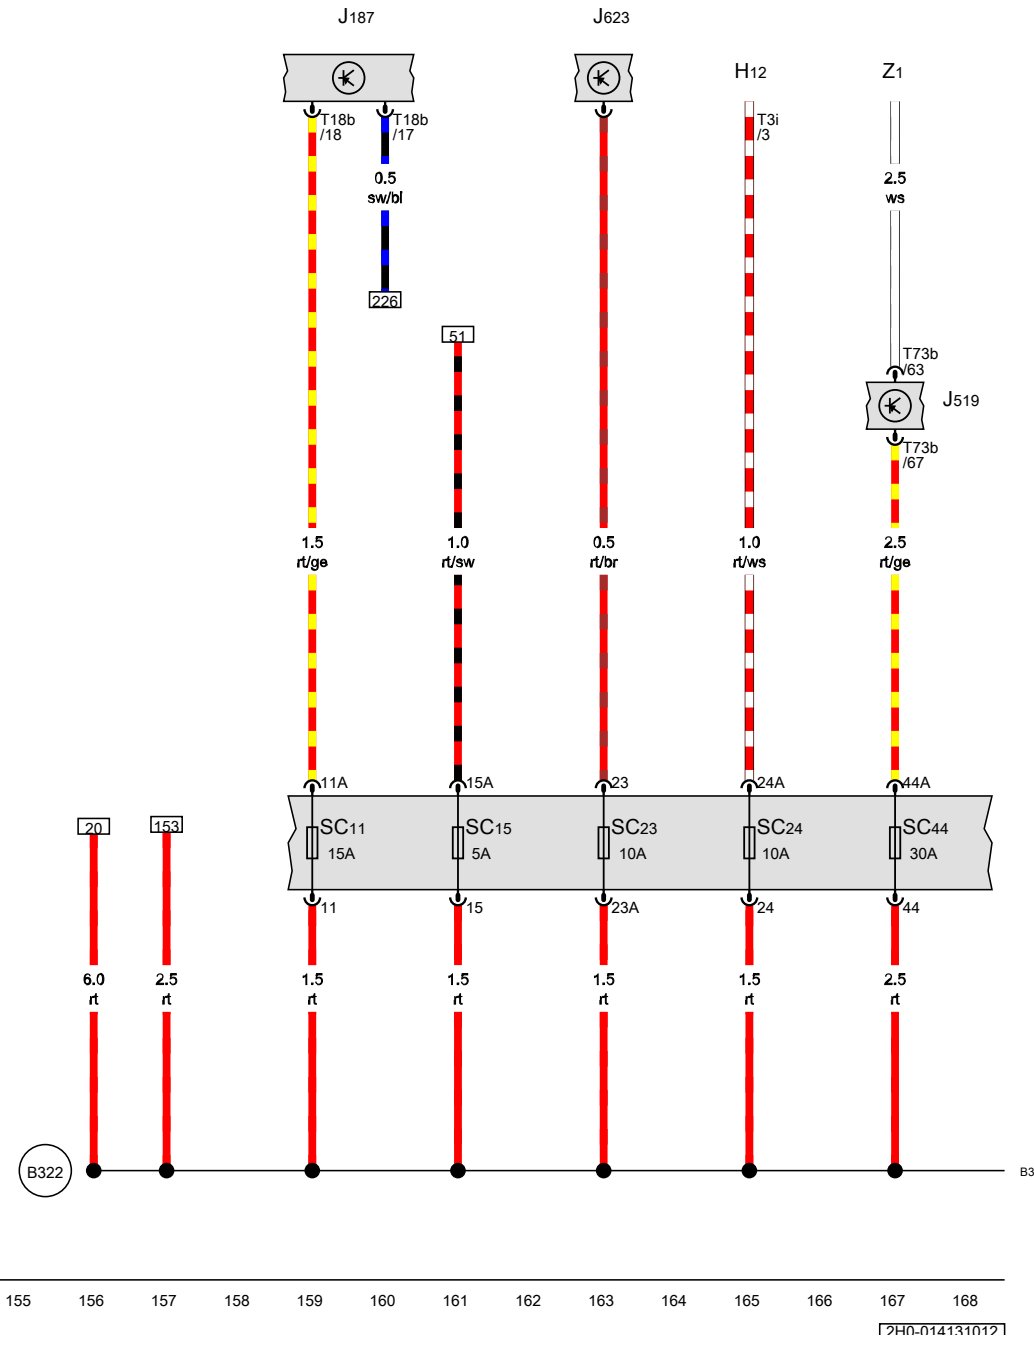 J187
J623
H12
Z1
T18b
/18
T18b
/17
T3i
/3
0.5
sw/bl
2.5
ws
226
51
T73b
/63
J519
T73b
/67
1.5
rt/ge
1.0
rt/sw
0.5
rt/br
1.0
rt/ws
2.5
rt/ge
11A
15A
23
24A
44A
20
153
SC11
15A
SC15
5A
SC23
10A
SC24
10A
SC44
30A
11
15
23A
24
44
6.0
rt
2.5
rt
1.5
rt
1.5
rt
1.5
rt
1.5
rt
2.5
rt
B322
B3
155 156 157 158 159 160 161 162 163 164 165 166 167 168
2H0-014131012